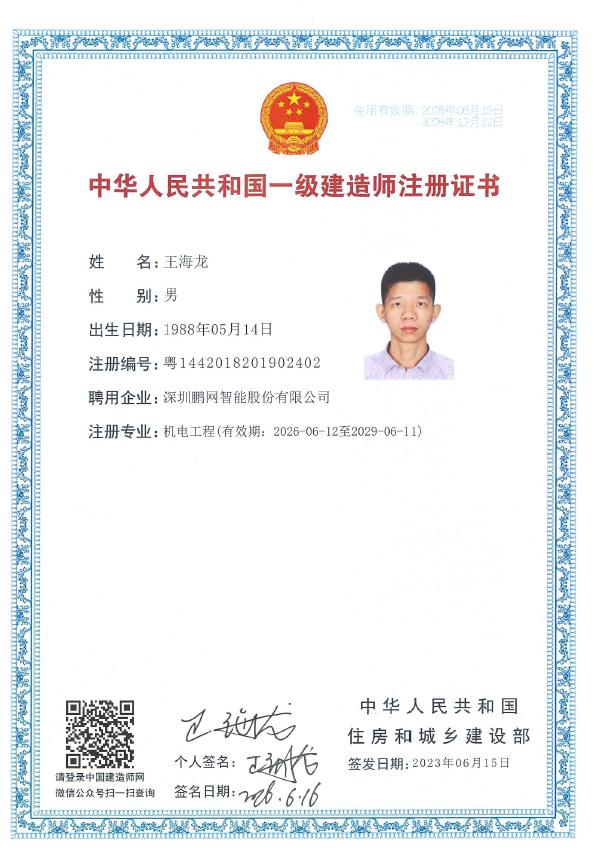 使用有效期:2026年06月15日
- 2026年12月12日
中华人民共和国一级建造师注册证书
姓 名:王海龙
性 别:男
出生日期:1988年05月14日
注册编号:粤1442018201902402
聘用企业:深圳鹏网智能股份有限公司
注册专业:机电工程(有效期:2026-06-12至2029-06-11)
请登录中国建造师网
微信公众号扫一扫查询
王海龙
个人签名:王海龙
签名日期:2026.6.16
中华人民共和国
住房和城乡建设部
签发日期:2023年06月15日